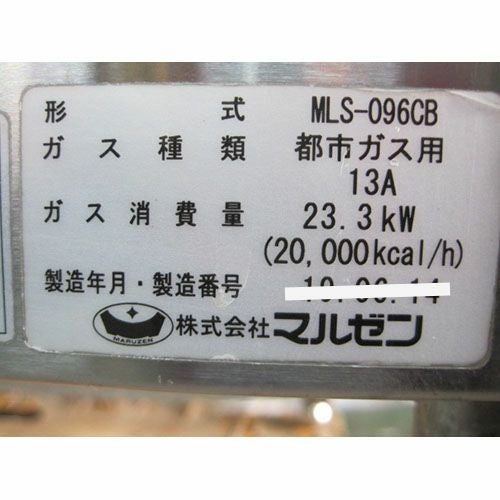 形 式 MLS-096CB
ガ ス 種 類 都市ガス用
13A
ガ ス 消 費 量 23.3kW
(20,000kcal/h)
製造年月・製造番号
MARUZEN 株式会社 マルゼン